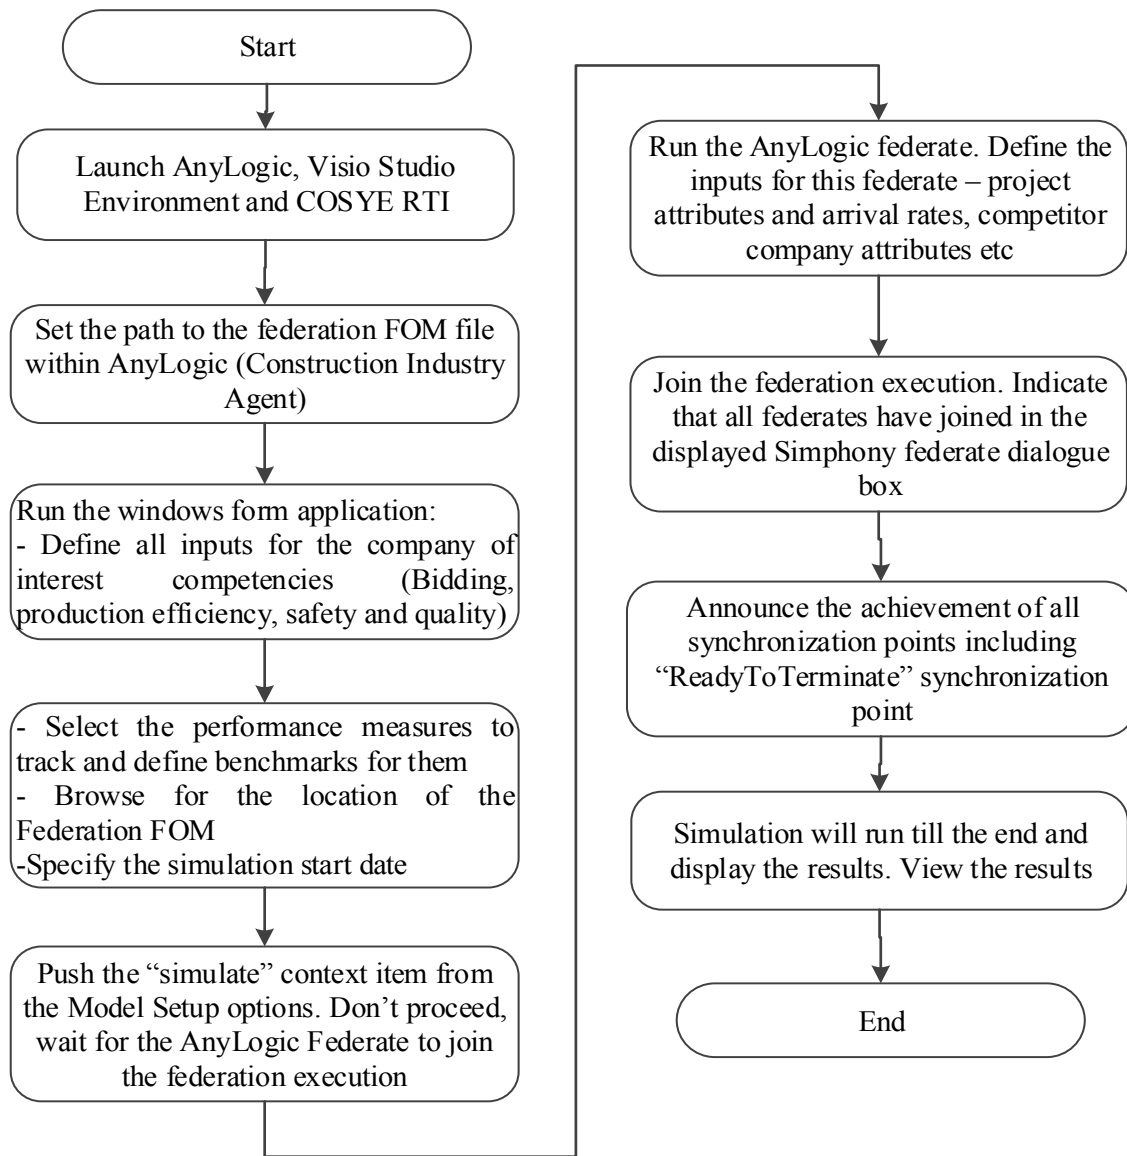 Start
Launch AnyLogic, Visio Studio
Environment and COSYE RTI
Set the path to the federation FOM file
within AnyLogic (Construction Industry
Agent)
Run the windows form application:
- Define all inputs for the company of
interest competencies (Bidding,
production efficiency, safety and quality)
- Select the performance measures to
track and define benchmarks for them
- Browse for the location of the
Federation FOM
-Specify the simulation start date
Push the “simulate” context item from
the Model Setup options. Don’t proceed,
wait for the AnyLogic Federate to join
the federation execution
Run the AnyLogic federate. Define the
inputs for this federate – project
attributes and arrival rates, competitor
company attributes etc
Join the federation execution. Indicate
that all federates have joined in the
displayed Simphony federate dialogue
box
Announce the achievement of all
synchronization points including
“ReadyToTerminate” synchronization
point
Simulation will run till the end and
display the results. View the results
End